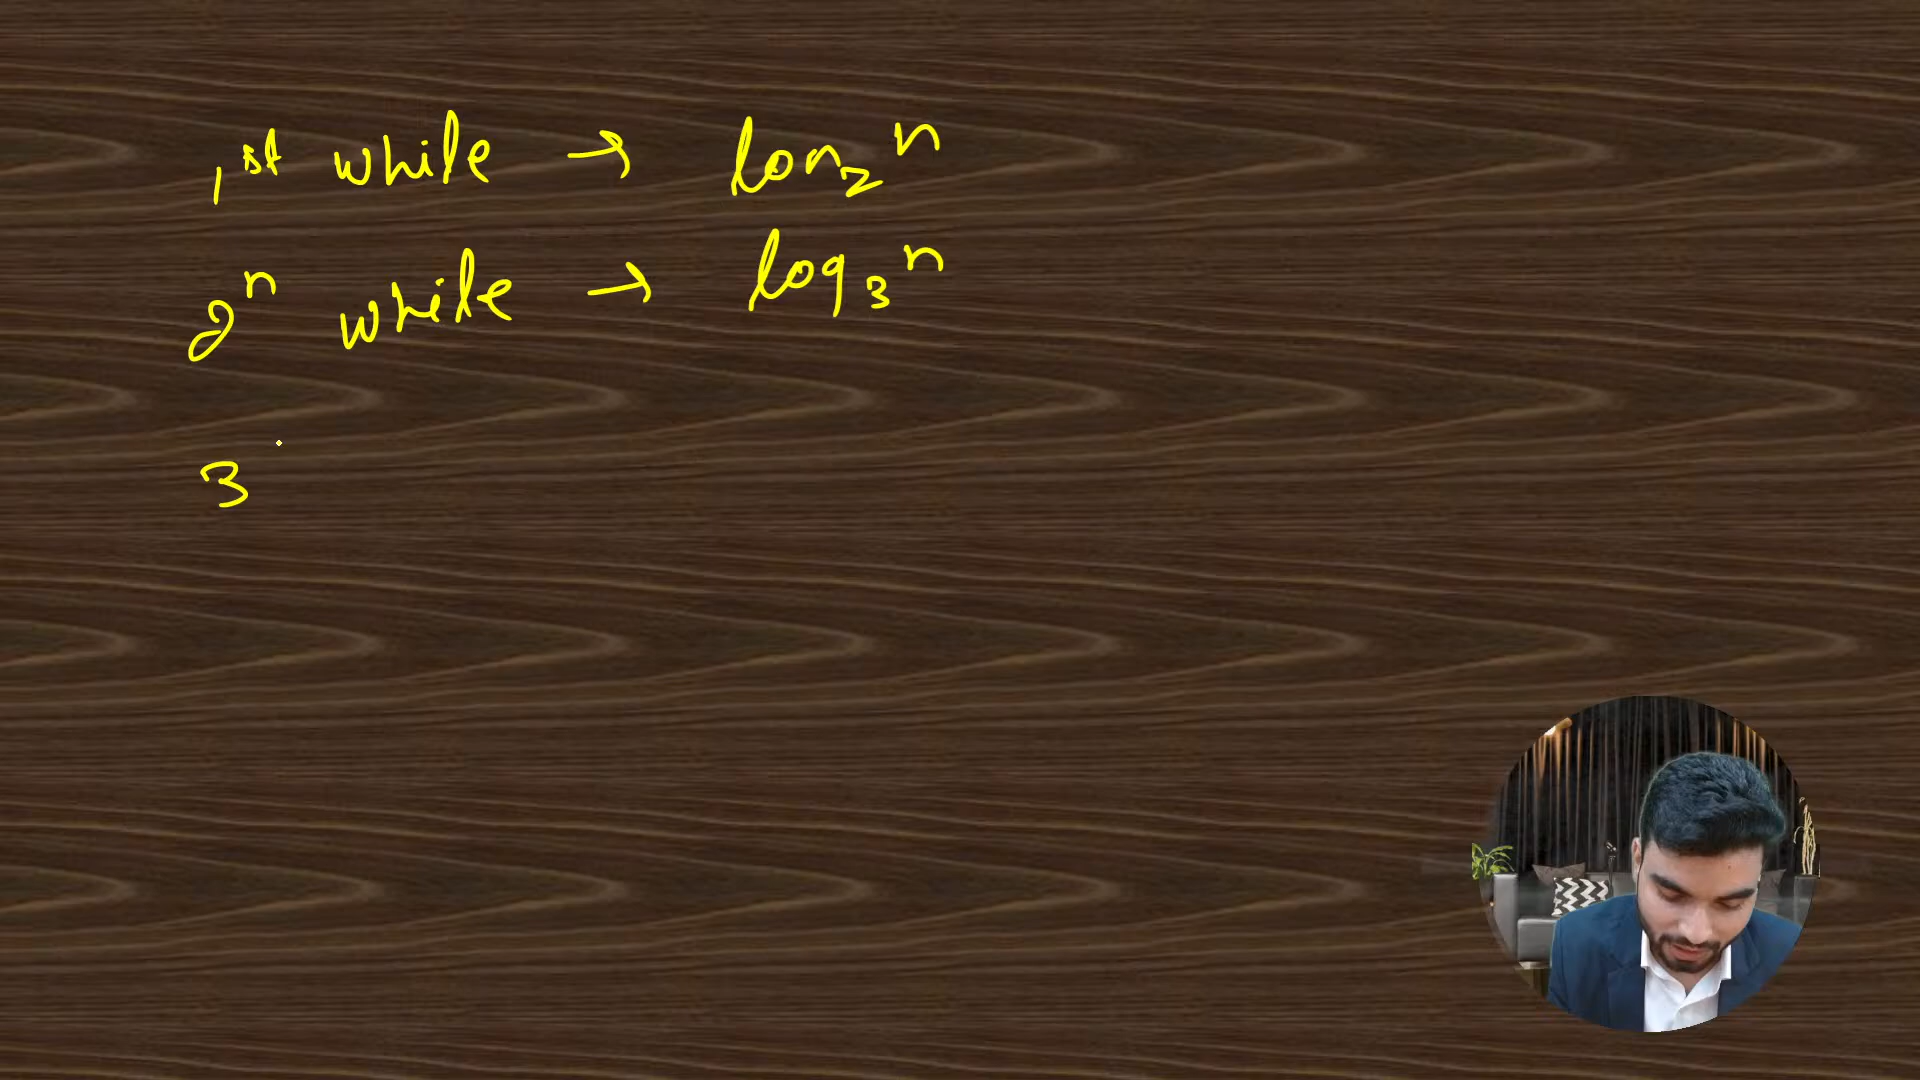 1st while → lon2 n
2n while → log3 n
3